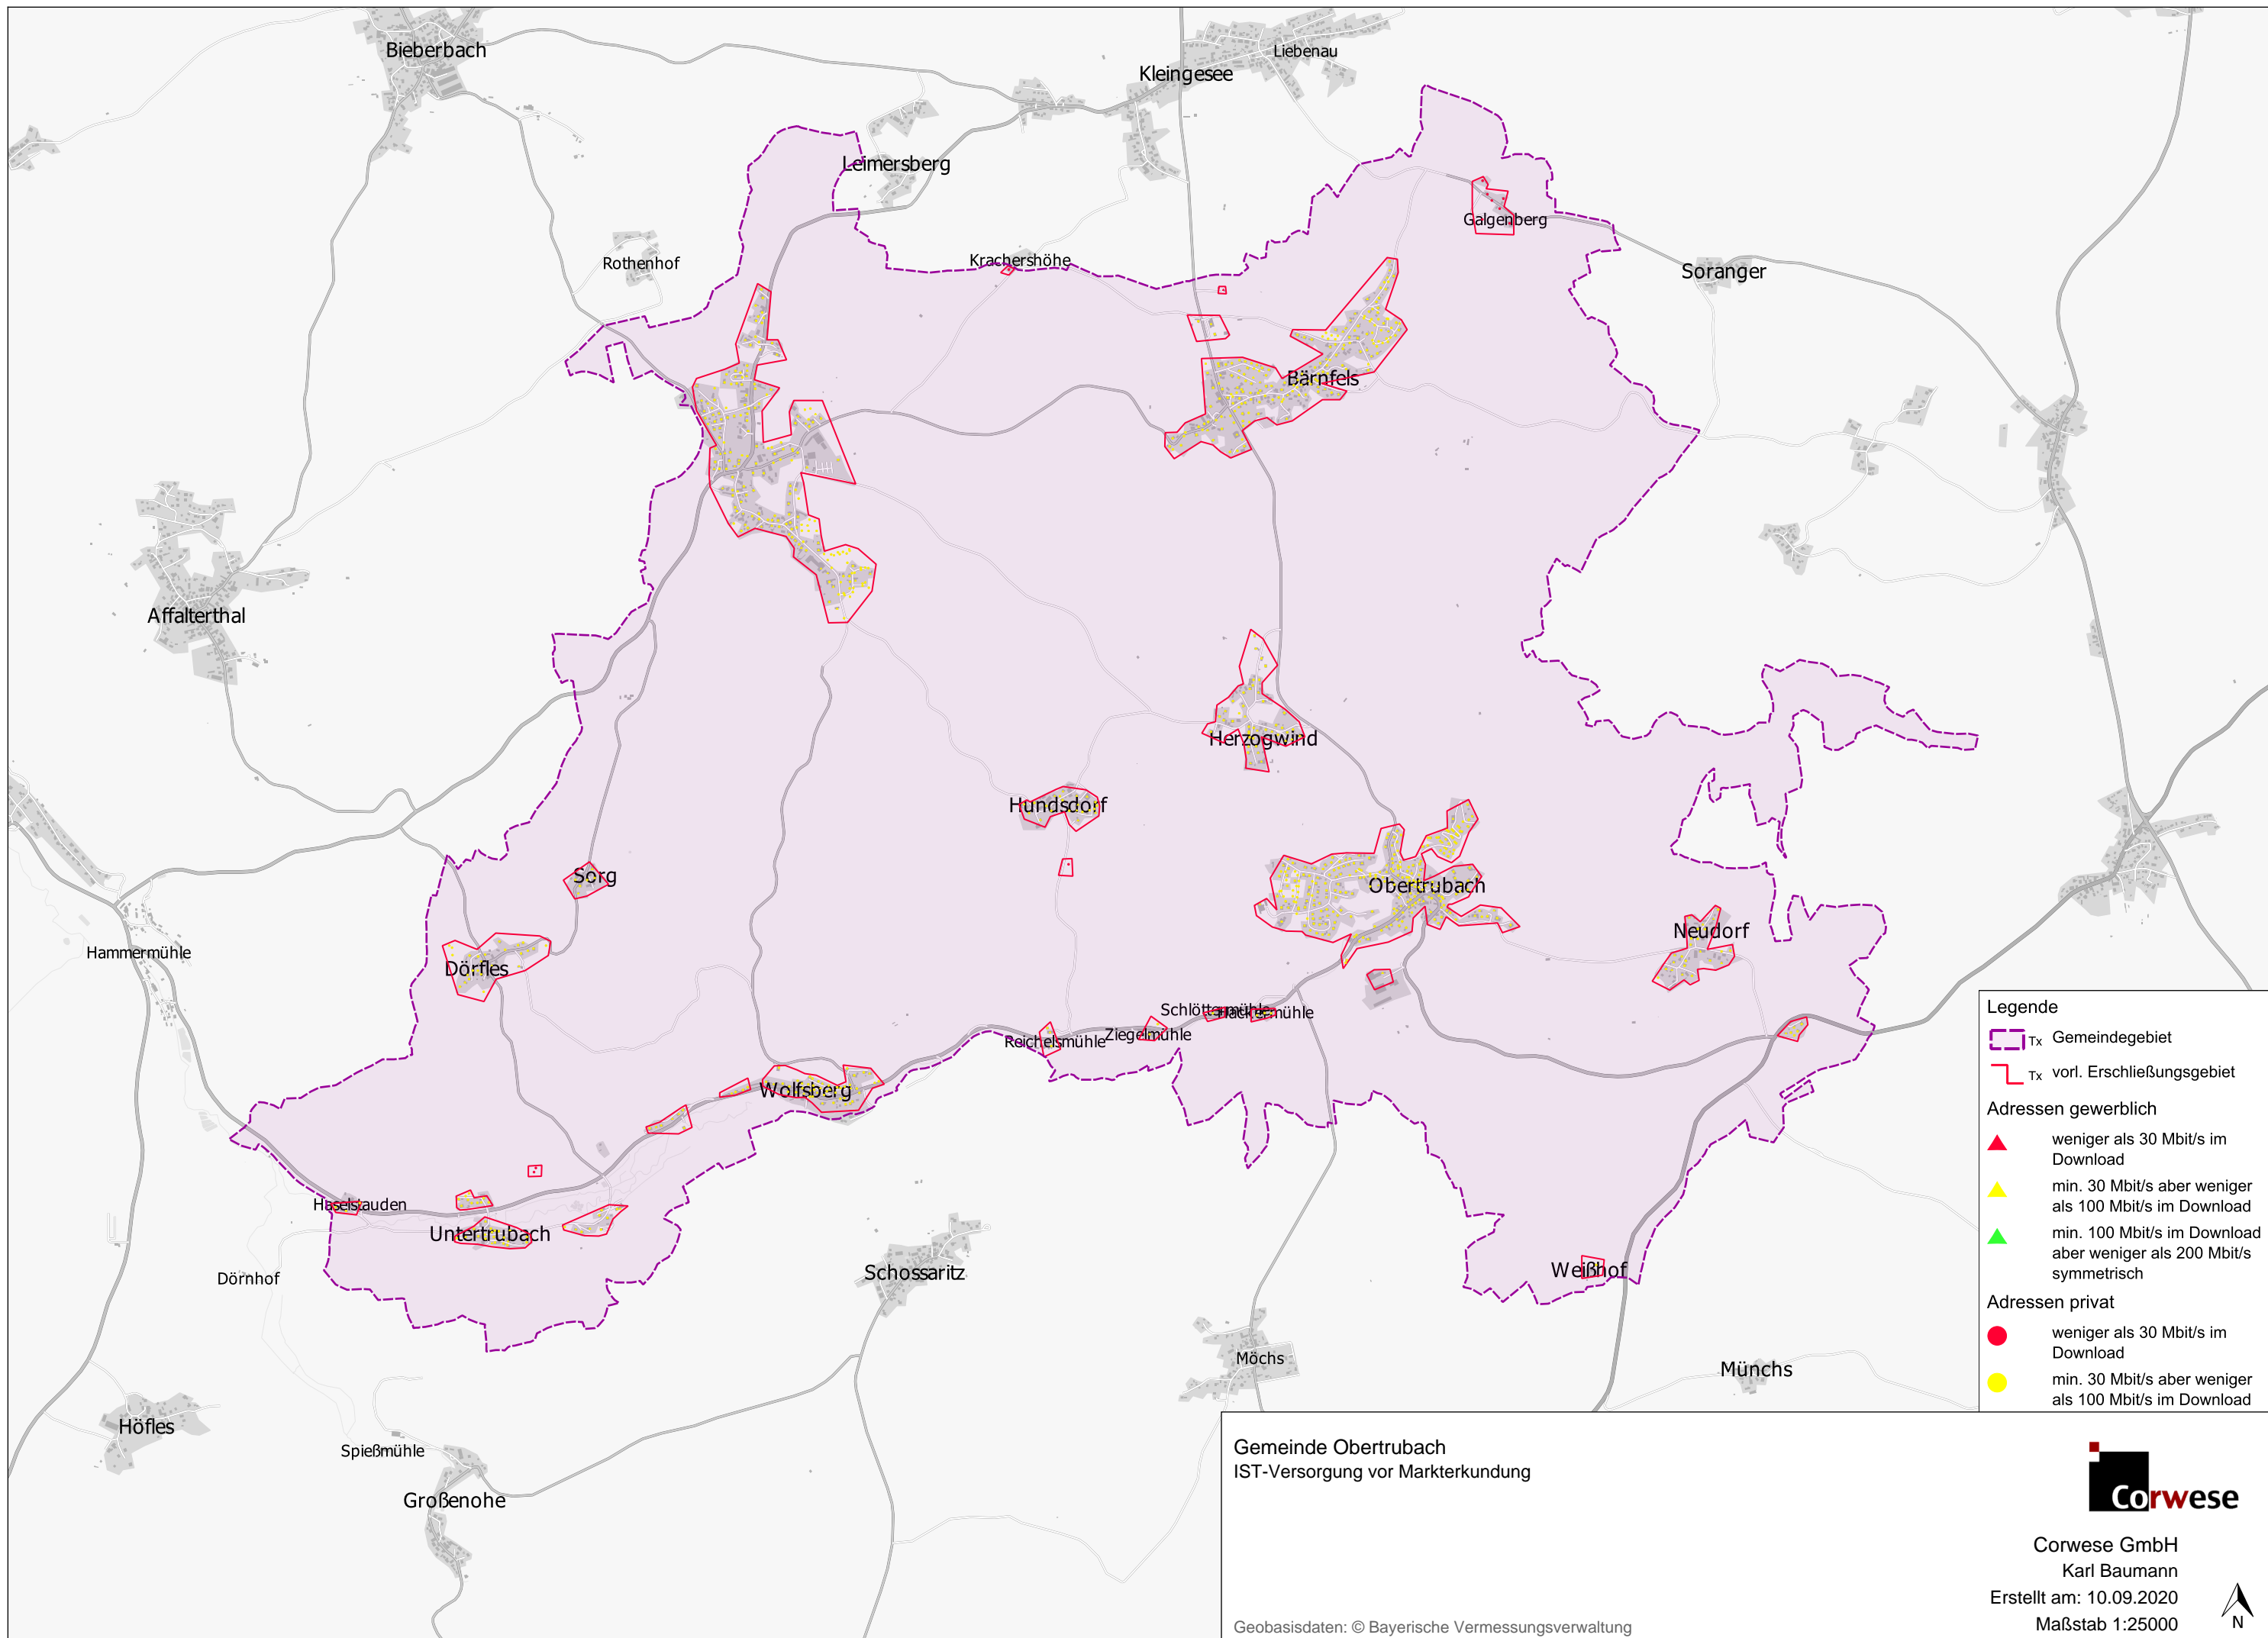 Bieberbach
Liebenau
Kleingesee
Leimersberg
Galgenberg
Rothenhof
Krachershöhe
Soranger
Bärnfels
Affalterthal
Herzogwind
Hundsdorf
Sorg
Obertrubach
Neudorf
Hammermühle
Dörfles
Schlöttermühle
Hackermühle
Reichelsmühle
Ziegelmühle
Wolfsberg
Haselstauden
Untertrubach
Dörnhof
Schossaritz
Weißhof
Möchs
Münchs
Höfles
Spießmühle
Großenohe
Legende
Tx Gemeindegebiet
Tx vorl. Erschließungsgebiet
Adressen gewerblich
weniger als 30 Mbit/s im
Download
min. 30 Mbit/s aber weniger
als 100 Mbit/s im Download
min. 100 Mbit/s im Download
aber weniger als 200 Mbit/s
symmetrisch
Adressen privat
weniger als 30 Mbit/s im
Download
min. 30 Mbit/s aber weniger
als 100 Mbit/s im Download
Gemeinde Obertrubach
IST-Versorgung vor Markterkundung
Corwese
Corwese GmbH
Karl Baumann
Erstellt am: 10.09.2020
Maßstab 1:25000
N
Geobasisdaten: © Bayerische Vermessungsverwaltung